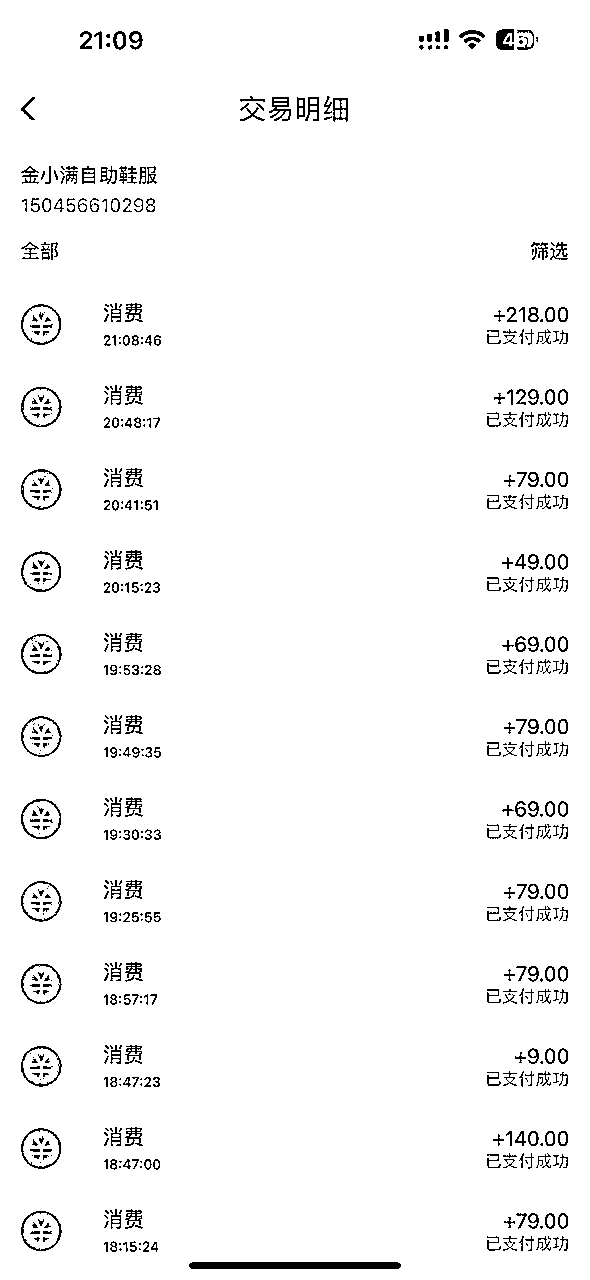 21:09
交易明细
金小满自助鞋服
150456610298
全部 筛选
消费 +218.00
21:08:46 已支付成功
消费 +129.00
20:48:17 已支付成功
消费 +79.00
20:41:51 已支付成功
消费 +49.00
20:15:23 已支付成功
消费 +69.00
19:53:28 已支付成功
消费 +79.00
19:49:35 已支付成功
消费 +69.00
19:30:33 已支付成功
消费 +79.00
19:25:55 已支付成功
消费 +79.00
18:57:17 已支付成功
消费 +9.00
18:47:23 已支付成功
消费 +140.00
18:47:00 已支付成功
消费 +79.00
18:15:24 已支付成功